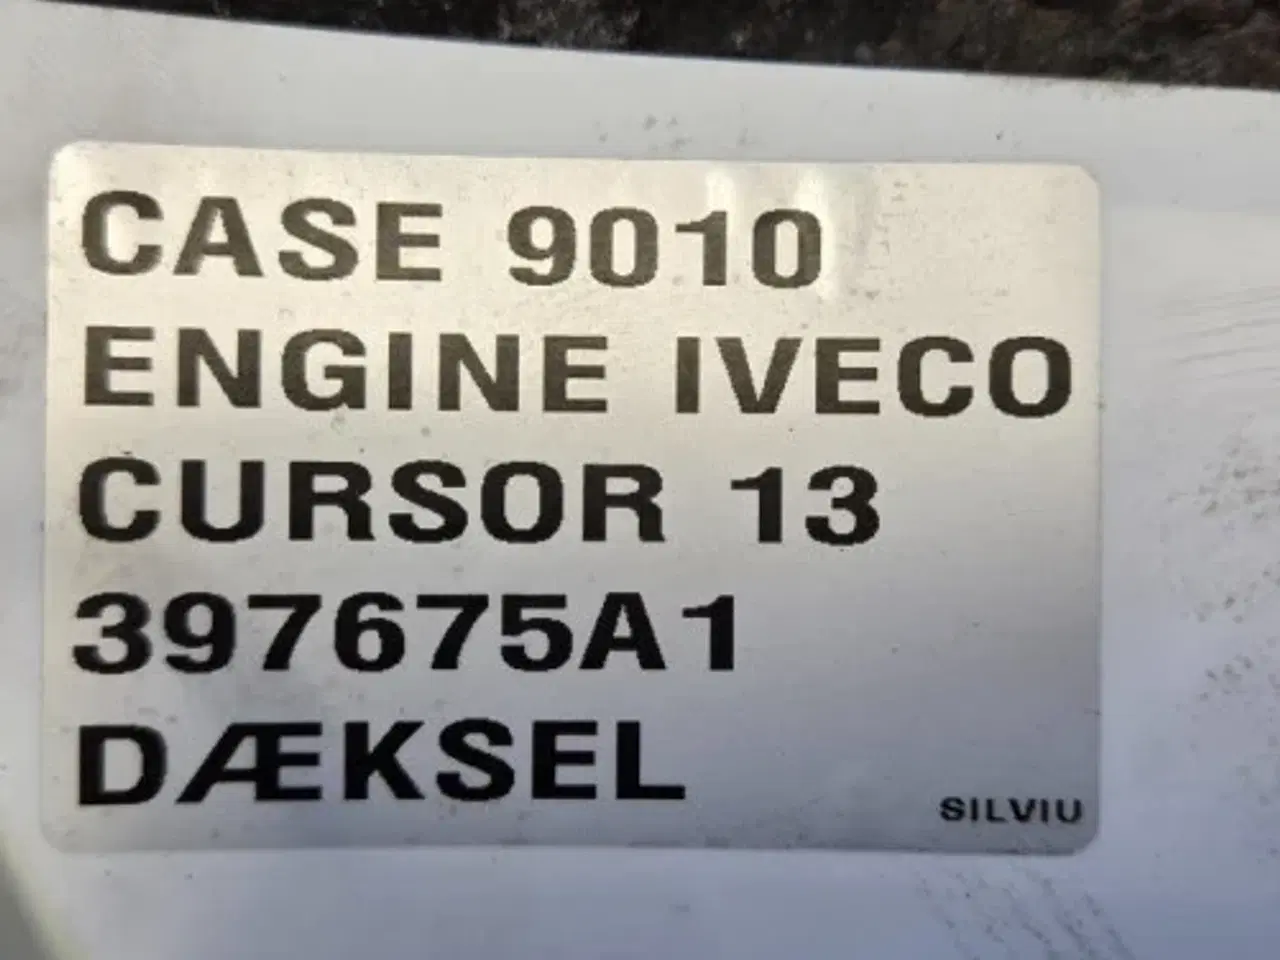 CASE 9010
ENGINE IVECO
CURSOR 13
397675A1
DÆKSEL
SILVIU